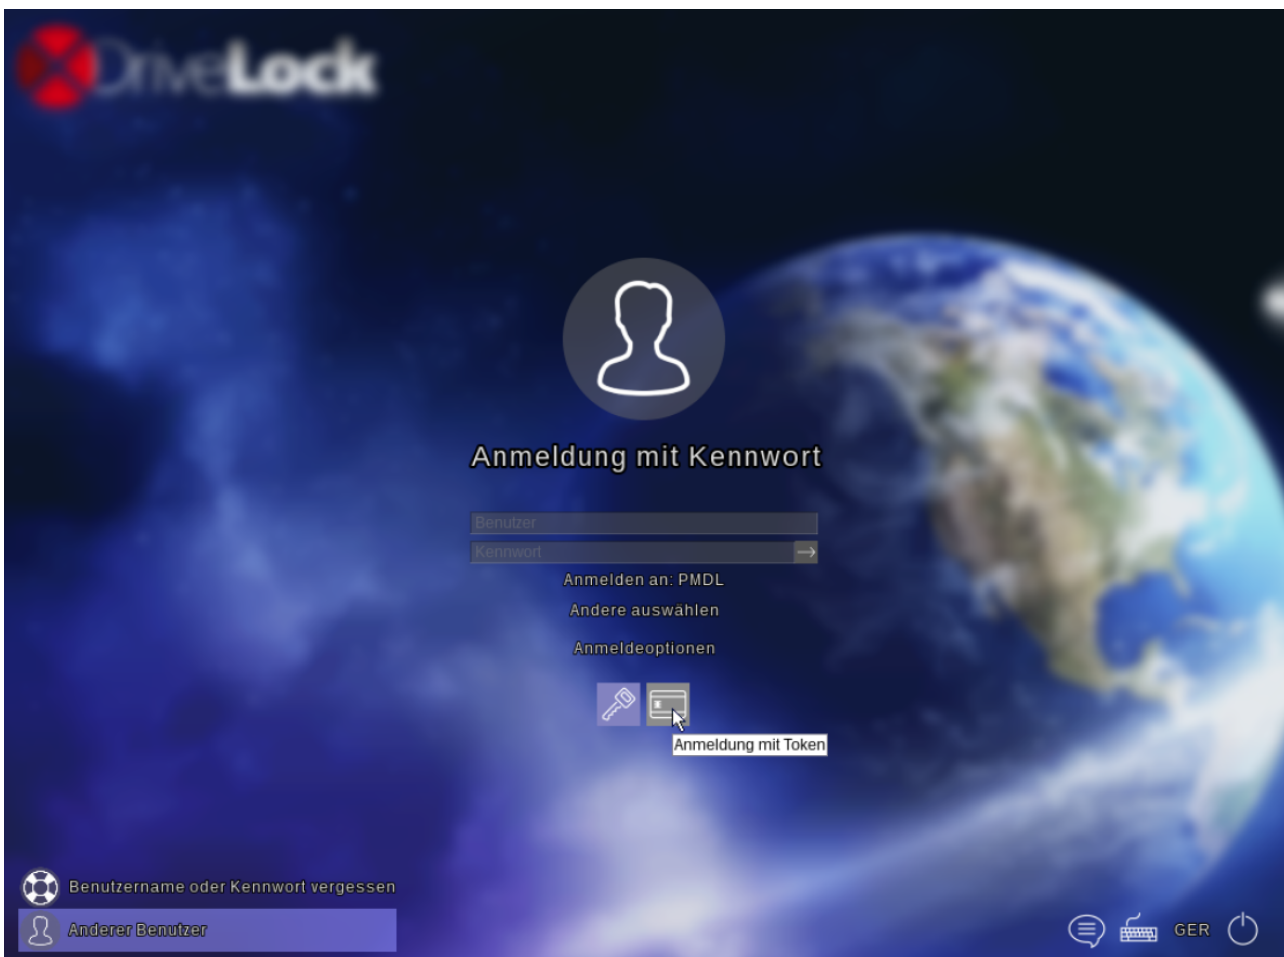 DriveLock
Anmeldung mit Kennwort
Benutzer
Kennwort
Anmelden an: PMDL
Andere auswählen
Anmeldeoptionen
Anmeldung mit Token
Benutzername oder Kennwort vergessen
Anderer Benutzer
GER